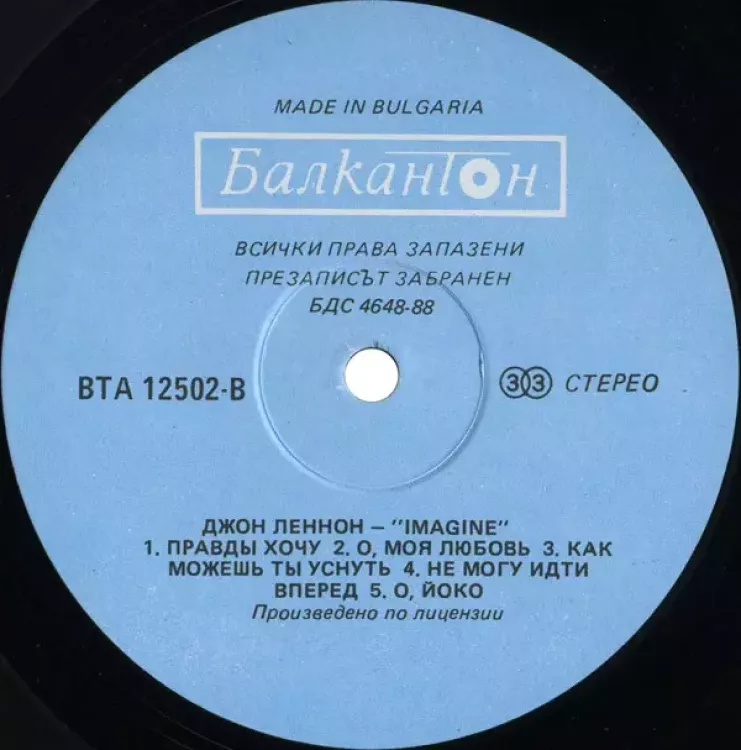 MADE IN BULGARIA
Балкантон
ВСИЧКИ ПРАВА ЗАПАЗЕНИ
ПРЕЗАПИСЪТ ЗАБРАНЕН
БДС 4648-88
ВТА 12502-В
33 СТЕРЕО
ДЖОН ЛЕННОН – "IMAGINE"
1. ПРАВДЫ ХОЧУ 2. О, МОЯ ЛЮБОВЬ 3. КАК
МОЖЕШЬ ТЫ УСНУТЬ 4. НЕ МОГУ ИДТИ
ВПЕРЕД 5. О, ЙОКО
Произведено по лицензии